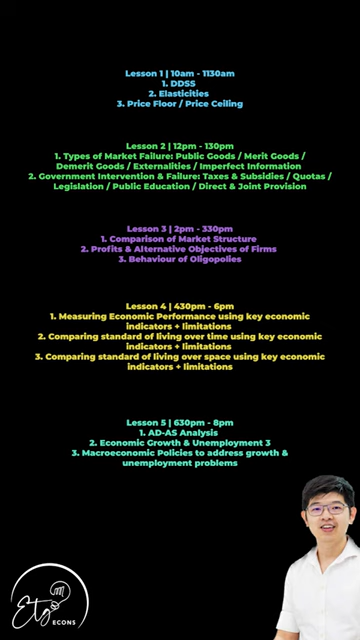 Lesson 1 | 10am - 1130am
1. DDSS
2. Elasticities
3. Price Floor / Price Ceiling
Lesson 2 | 12pm - 130pm
1. Types of Market Failure: Public Goods / Merit Goods /
Demerit Goods / Externalities / Imperfect Information
2. Government Intervention & Failure: Taxes & Subsidies / Quotas /
Legislation / Public Education / Direct & Joint Provision
Lesson 3 | 2pm - 330pm
1. Comparison of Market Structure
2. Profits & Alternative Objectives of Firms
3. Behaviour of Oligopolies
Lesson 4 | 430pm - 6pm
1. Measuring Economic Performance using key economic
indicators + limitations
2. Comparing standard of living over time using key economic
indicators + limitations
3. Comparing standard of living over space using key economic
indicators + limitations
Lesson 5 | 630pm - 8pm
1. AD-AS Analysis
2. Economic Growth & Unemployment 3
3. Macroeconomic Policies to address growth &
unemployment problems
Etg
ECONS